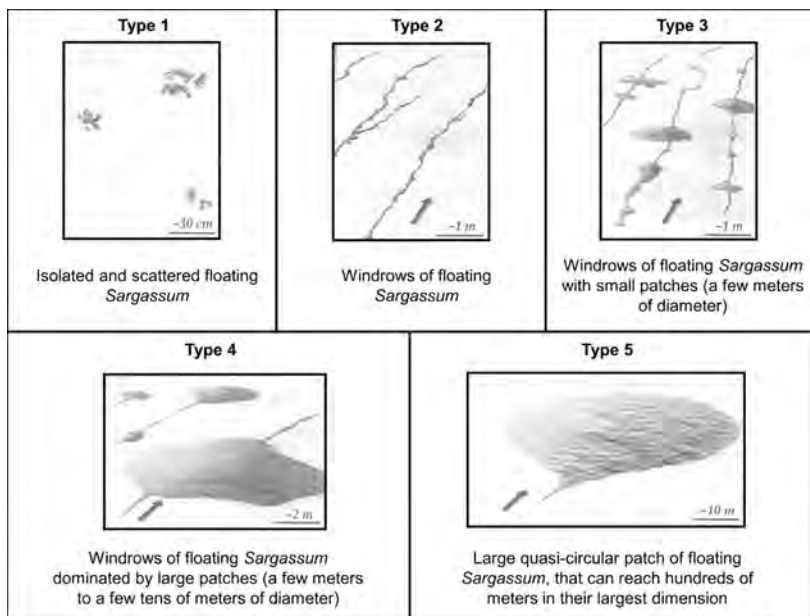 Type 1
~30 cm
Isolated and scattered floating
Sargassum
Type 2
~1 m
Windrows of floating
Sargassum
Type 3
~1 m
Windrows of floating Sargassum
with small patches (a few meters
of diameter)
Type 4
~2 m
Windrows of floating Sargassum
dominated by large patches (a few meters
to a few tens of meters of diameter)
Type 5
~10 m
Large quasi-circular patch of floating
Sargassum, that can reach hundreds of
meters in their largest dimension